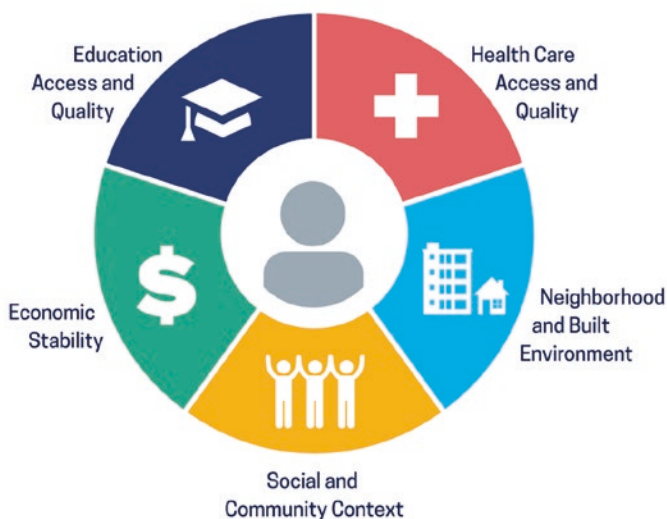 Education
Access and
Quality
Health Care
Access and
Quality
Economic
Stability
Neighborhood
and Built
Environment
Social and
Community Context